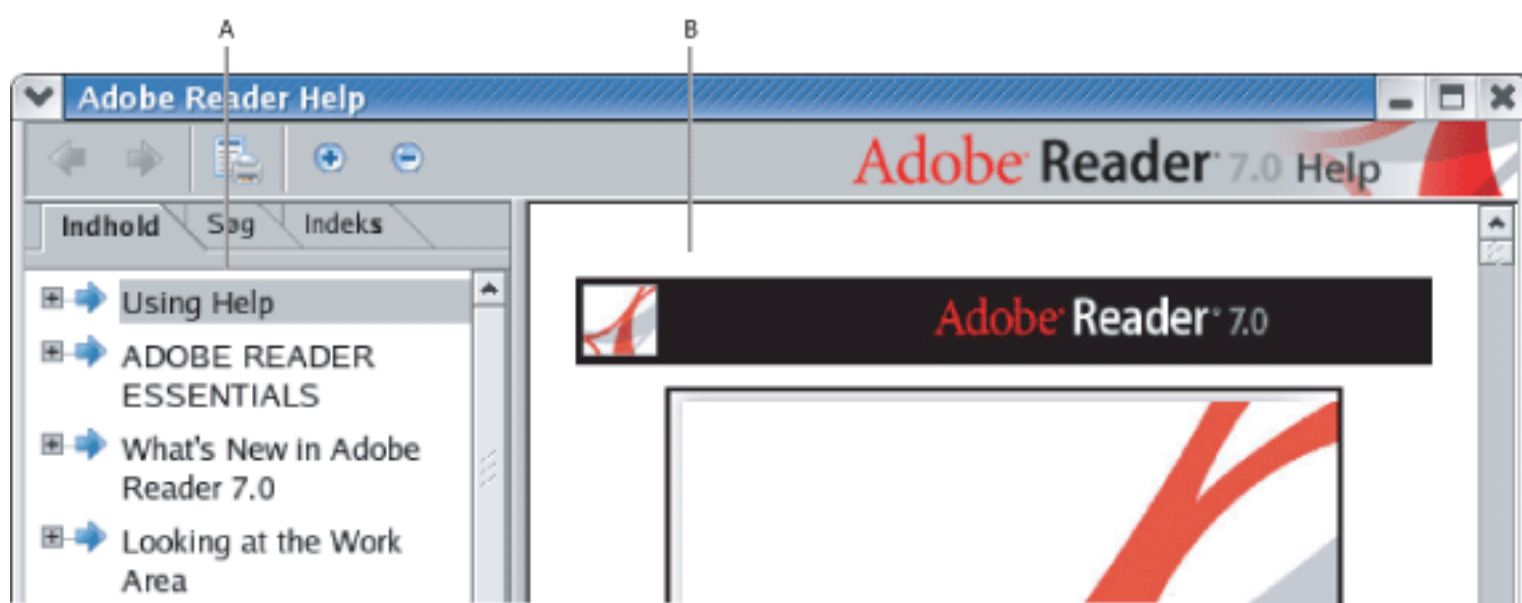 A B
Adobe Reader Help
Adobe Reader 7.0 Help
Indhold Søg Indeks
Using Help
Adobe Reader 7.0
ADOBE READER
ESSENTIALS
What's New in Adobe
Reader 7.0
Looking at the Work
Area